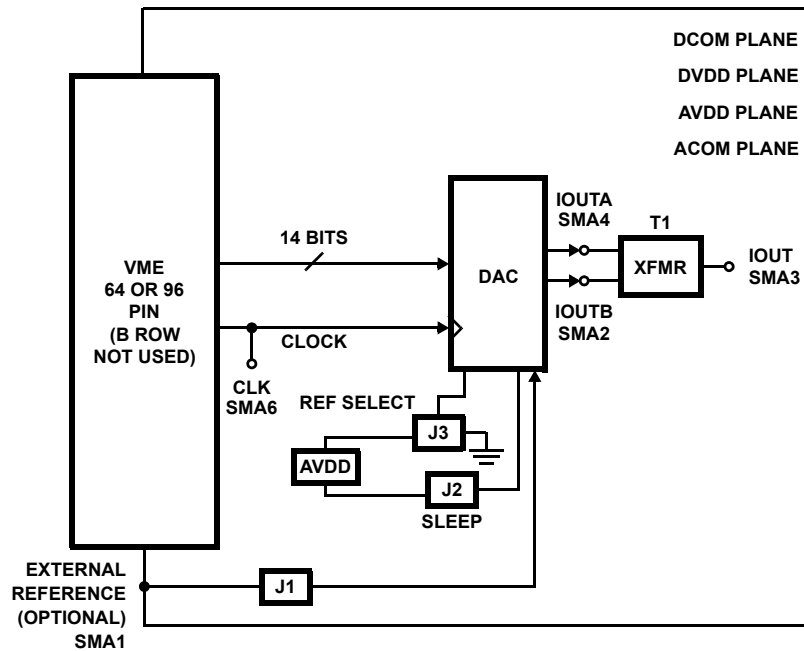 DCOM PLANE
DVDD PLANE
AVDD PLANE
ACOM PLANE
VME
64 OR 96
PIN
(B ROW
NOT USED)
14 BITS
CLOCK
CLK
SMA6
DAC
IOUTA
SMA4
IOUTB
SMA2
T1
XFMR
IOUT
SMA3
REF SELECT
J3
AVDD
J2
SLEEP
EXTERNAL
REFERENCE
(OPTIONAL)
SMA1
J1